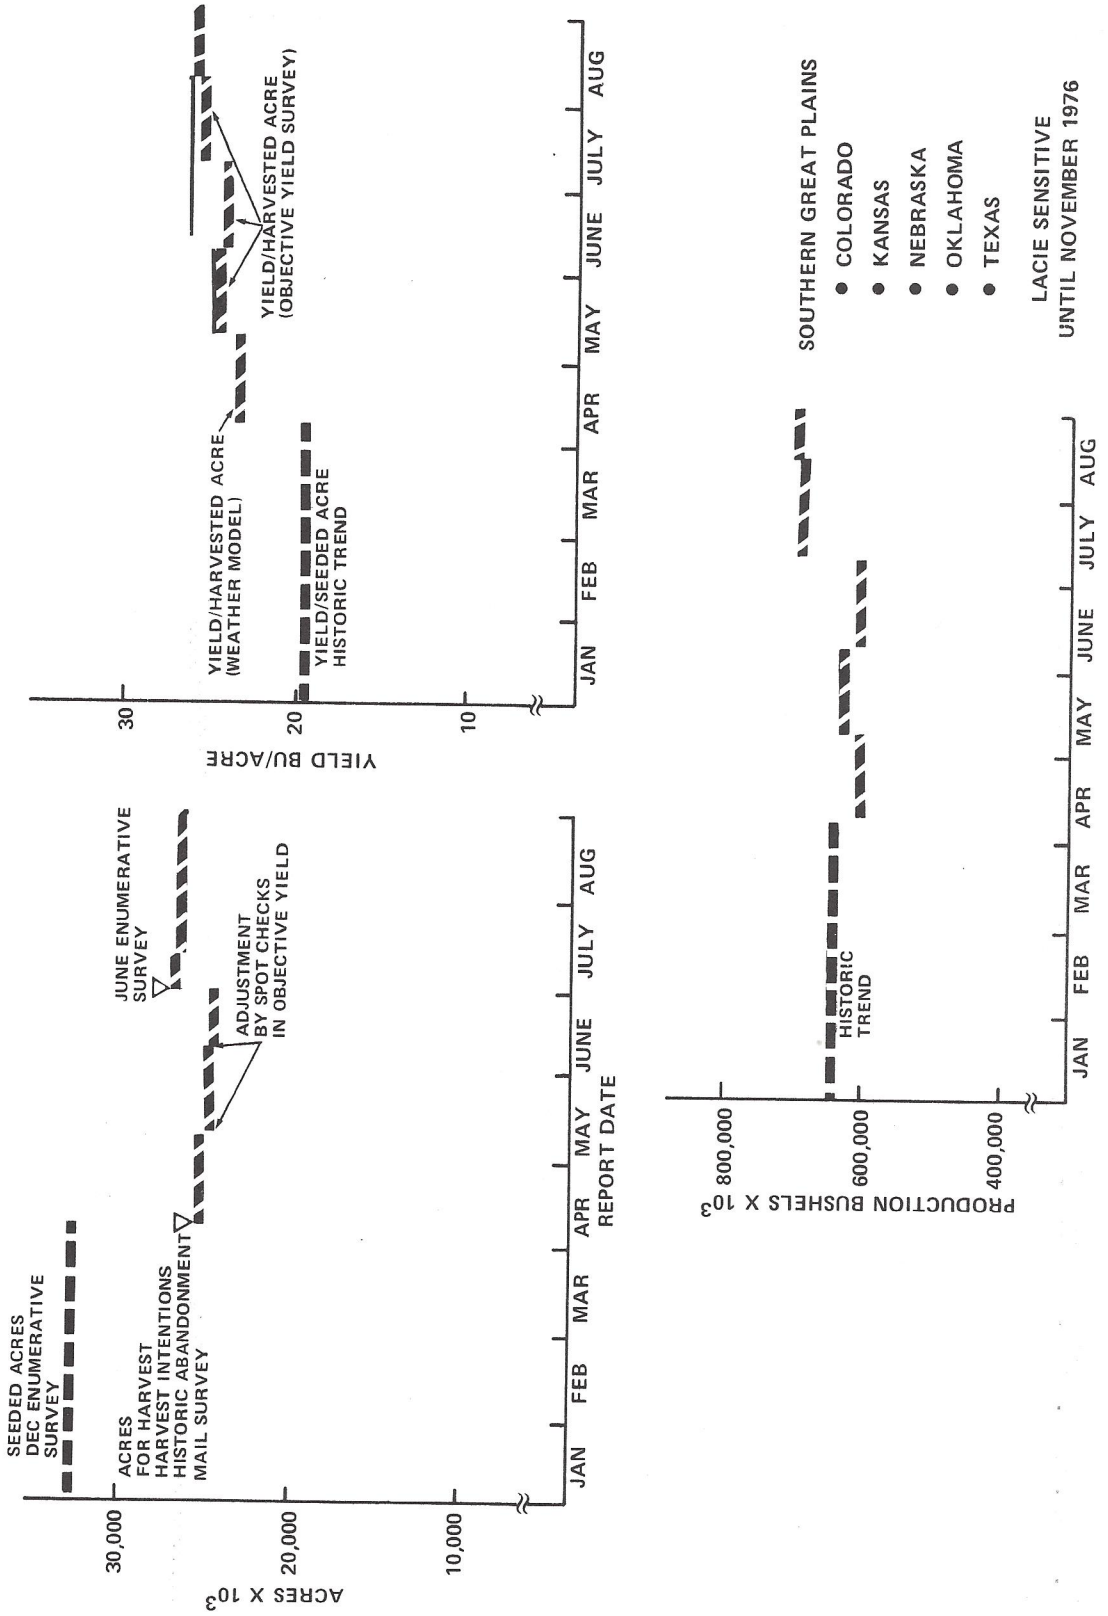 SEEDED ACRES
DEC ENUMERATIVE
SURVEY
ACRES
FOR HARVEST
HARVEST INTENTIONS
HISTORIC ABANDONMENT
MAIL SURVEY
JUNE ENUMERATIVE
SURVEY
ADJUSTMENT
BY SPOT CHECKS
IN OBJECTIVE YIELD
ACRES X 10³
30,000
20,000
10,000
JAN FEB MAR APR MAY JUNE JULY AUG
REPORT DATE
YIELD BU/ACRE
30
20
10
YIELD/HARVESTED ACRE
(WEATHER MODEL)
YIELD/SEEDED ACRE
HISTORIC TREND
YIELD/HARVESTED ACRE
(OBJECTIVE YIELD SURVEY)
JAN FEB MAR APR MAY JUNE JULY AUG
PRODUCTION BUSHELS X 10³
800,000
600,000
400,000
HISTORIC
TREND
JAN FEB MAR APR MAY JUNE JULY AUG
SOUTHERN GREAT PLAINS
● COLORADO
● KANSAS
● NEBRASKA
● OKLAHOMA
● TEXAS
LACIE SENSITIVE
UNTIL NOVEMBER 1976